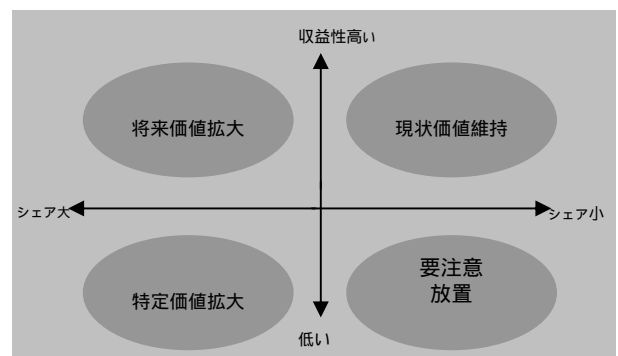 収益性高い
将来価値拡大
現状価値維持
シェア大
シェア小
特定価値拡大
要注意
放置
低い